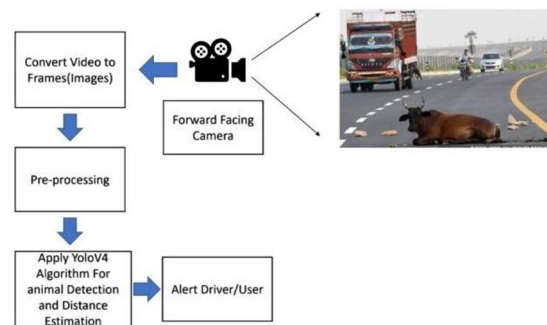 Convert Video to
Frames(Images)
Forward Facing
Camera
Pre-processing
Apply YoloV4
Algorithm For
animal Detection
and Distance
Estimation
Alert Driver/User